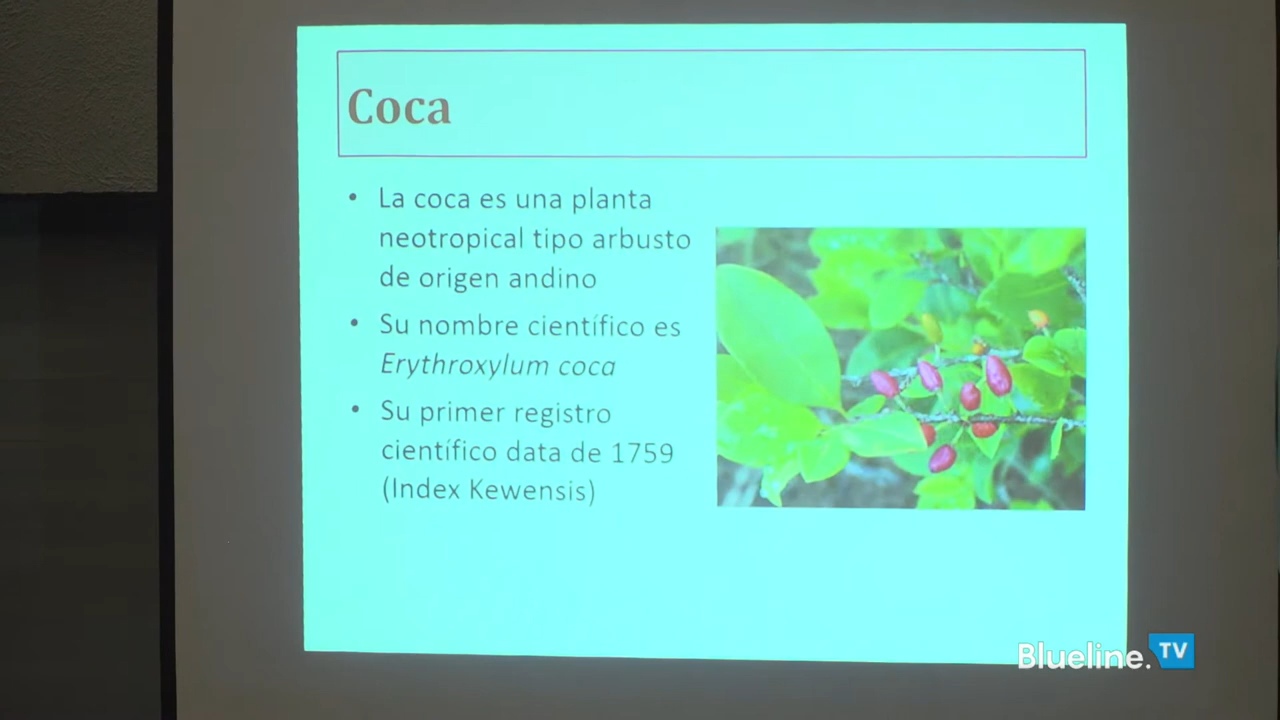 Coca
• La coca es una planta
neotropical tipo arbusto
de origen andino
• Su nombre científico es
Erythroxylum coca
• Su primer registro
científico data de 1759
(Index Kewensis)
Blueline. TV